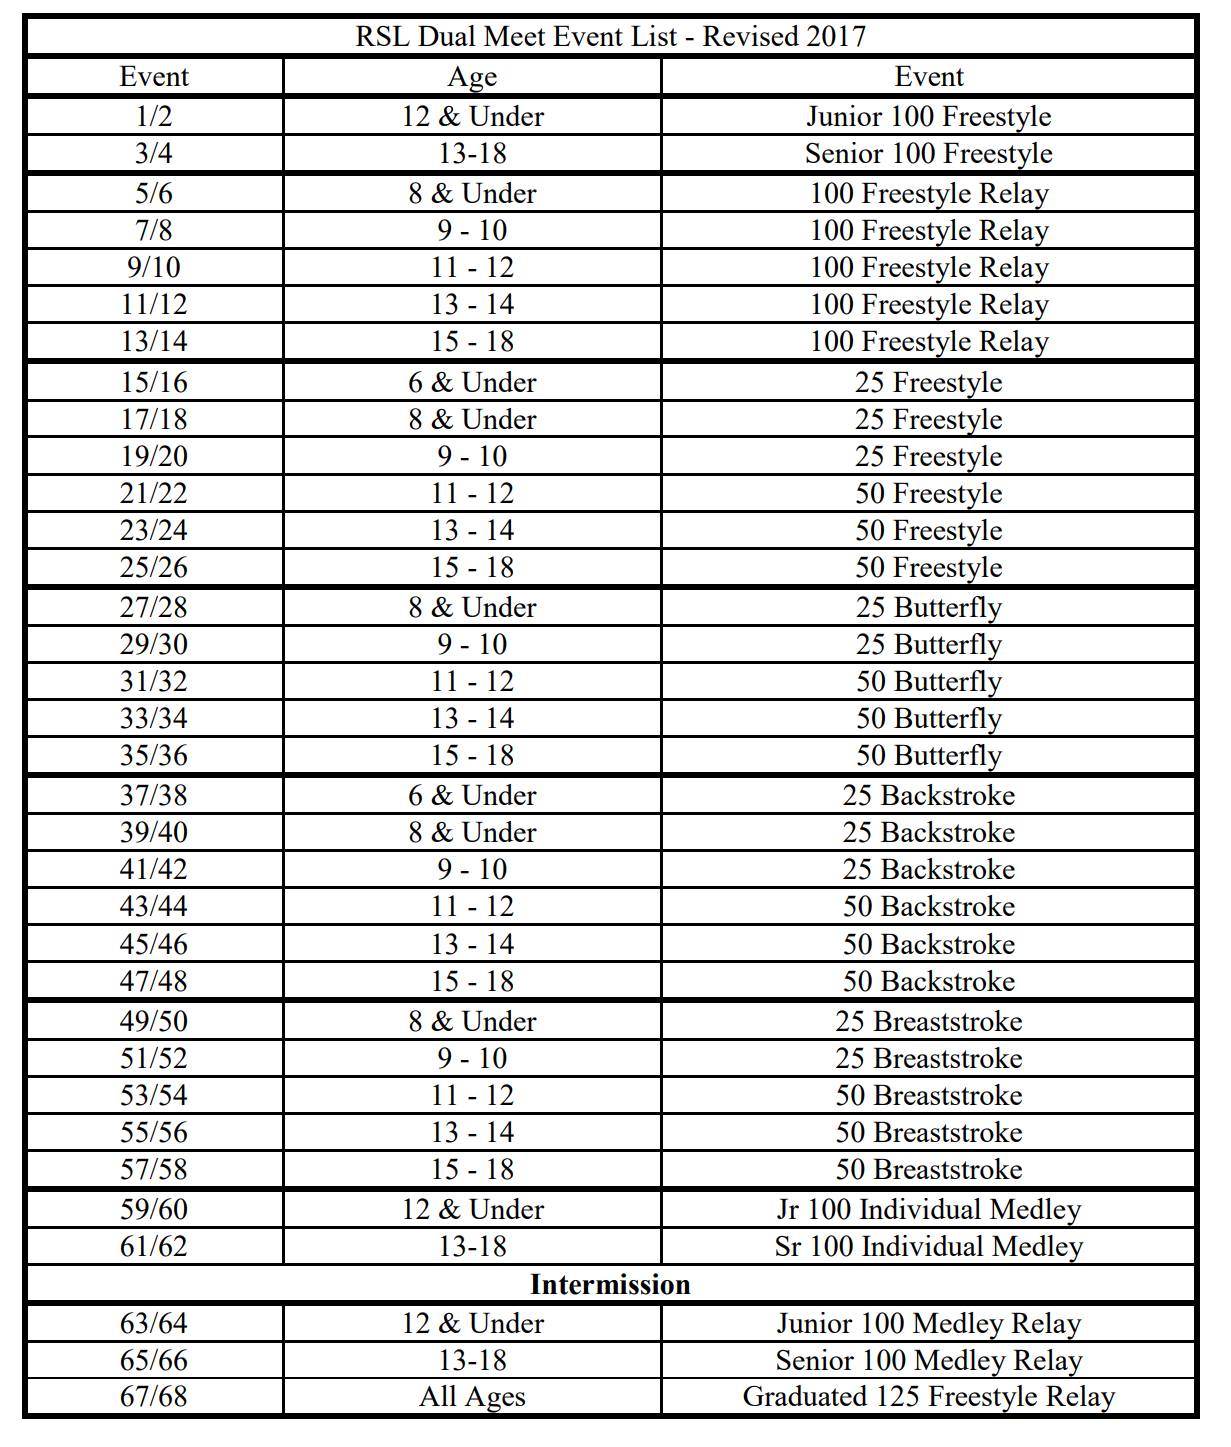 RSL Dual Meet Event List - Revised 2017
Event Age Event
1/2 12 & Under Junior 100 Freestyle
3/4 13-18 Senior 100 Freestyle
5/6 8 & Under 100 Freestyle Relay
7/8 9 - 10 100 Freestyle Relay
9/10 11 - 12 100 Freestyle Relay
11/12 13 - 14 100 Freestyle Relay
13/14 15 - 18 100 Freestyle Relay
15/16 6 & Under 25 Freestyle
17/18 8 & Under 25 Freestyle
19/20 9 - 10 25 Freestyle
21/22 11 - 12 50 Freestyle
23/24 13 - 14 50 Freestyle
25/26 15 - 18 50 Freestyle
27/28 8 & Under 25 Butterfly
29/30 9 - 10 25 Butterfly
31/32 11 - 12 50 Butterfly
33/34 13 - 14 50 Butterfly
35/36 15 - 18 50 Butterfly
37/38 6 & Under 25 Backstroke
39/40 8 & Under 25 Backstroke
41/42 9 - 10 25 Backstroke
43/44 11 - 12 50 Backstroke
45/46 13 - 14 50 Backstroke
47/48 15 - 18 50 Backstroke
49/50 8 & Under 25 Breaststroke
51/52 9 - 10 25 Breaststroke
53/54 11 - 12 50 Breaststroke
55/56 13 - 14 50 Breaststroke
57/58 15 - 18 50 Breaststroke
59/60 12 & Under Jr 100 Individual Medley
61/62 13-18 Sr 100 Individual Medley
Intermission
63/64 12 & Under Junior 100 Medley Relay
65/66 13-18 Senior 100 Medley Relay
67/68 All Ages Graduated 125 Freestyle Relay